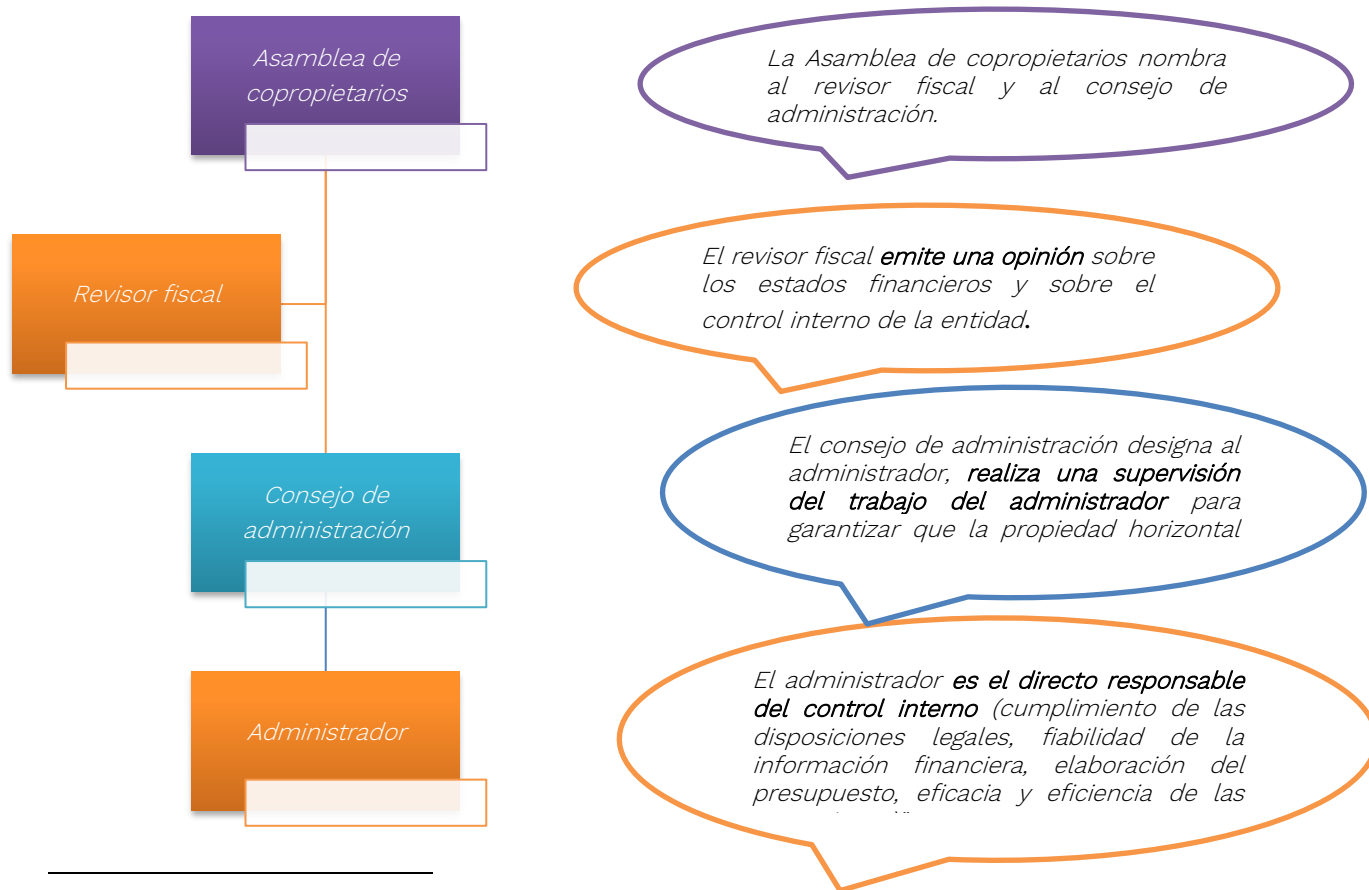 Asamblea de
copropietarios
La Asamblea de copropietarios nombra
al revisor fiscal y al consejo de
administración.
Revisor fiscal
El revisor fiscal emite una opinión sobre
los estados financieros y sobre el
control interno de la entidad.
Consejo de
administración
El consejo de administración designa al
administrador, realiza una supervisión
del trabajo del administrador para
garantizar que la propiedad horizontal
Administrador
El administrador es el directo responsable
del control interno (cumplimiento de las
disposiciones legales, fiabilidad de la
información financiera, elaboración del
presupuesto, eficacia y eficiencia de las